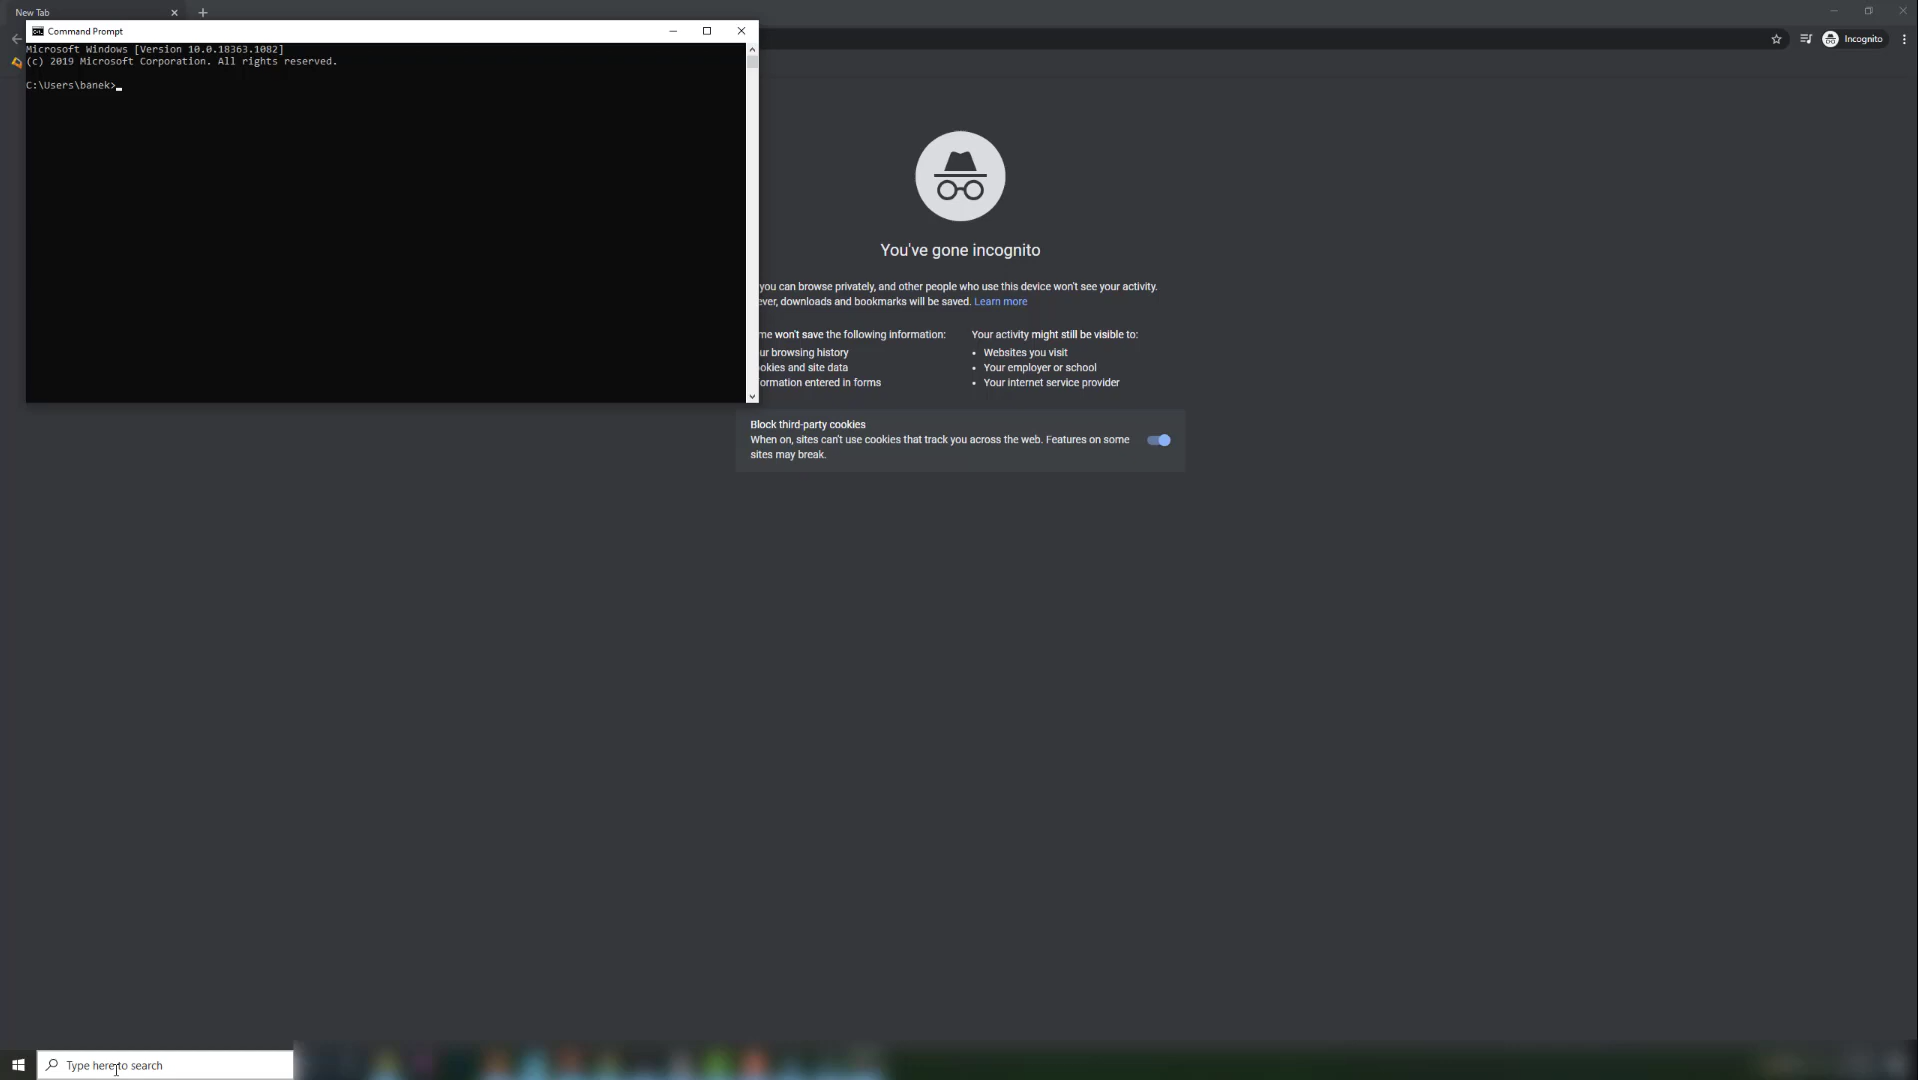 New Tab
Command Prompt
Microsoft Windows [Version 10.0.18363.1082]
(c) 2019 Microsoft Corporation. All rights reserved.
C:\Users\banek>
Incognito
You've gone incognito
you can browse privately, and other people who use this device won't see your activity.
ever, downloads and bookmarks will be saved. Learn more
me won't save the following information:
ur browsing history
okies and site data
ormation entered in forms
Your activity might still be visible to:
• Websites you visit
• Your employer or school
• Your internet service provider
Block third-party cookies
When on, sites can't use cookies that track you across the web. Features on some
sites may break.
Type here to search